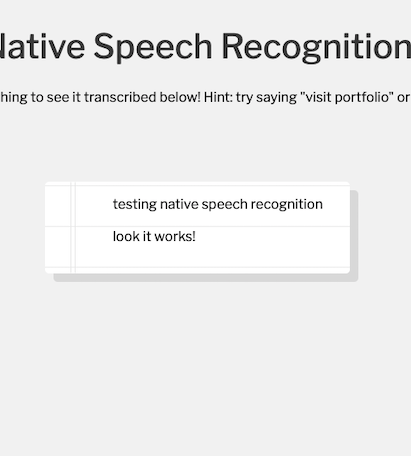 Native Speech Recognition
hing to see it transcribed below! Hint: try saying "visit portfolio" or
testing native speech recognition
look it works!